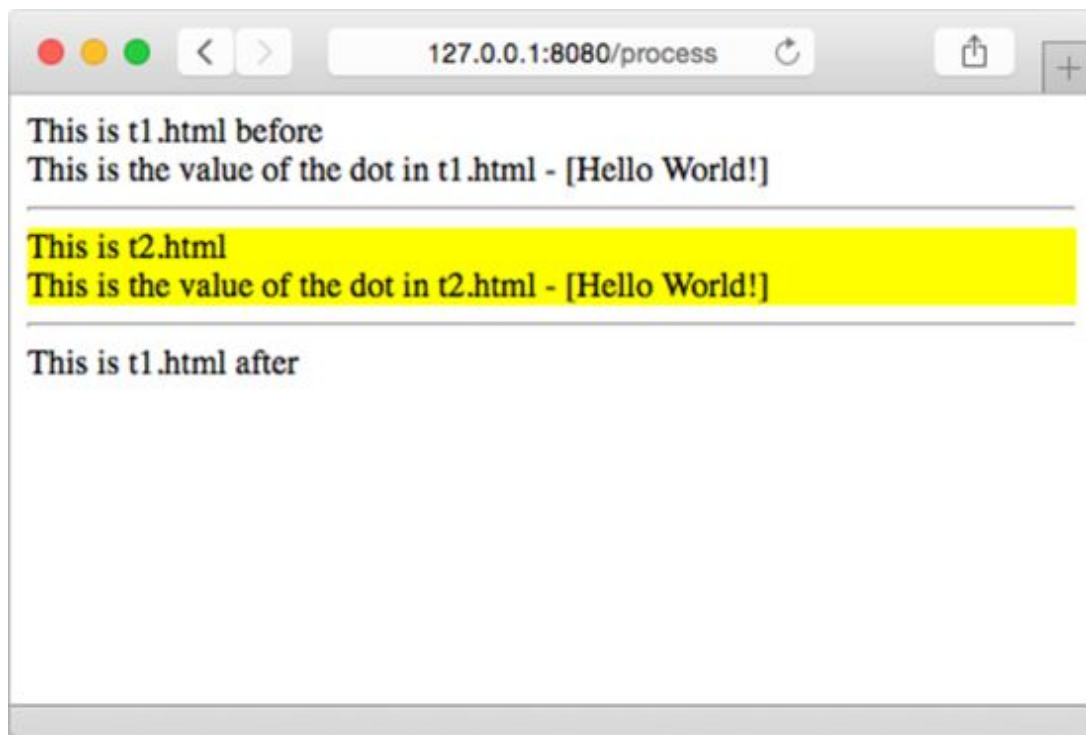 127.0.0.1:8080/process
This is t1.html before
This is the value of the dot in t1.html - [Hello World!]
This is t2.html
This is the value of the dot in t2.html - [Hello World!]
This is t1.html after